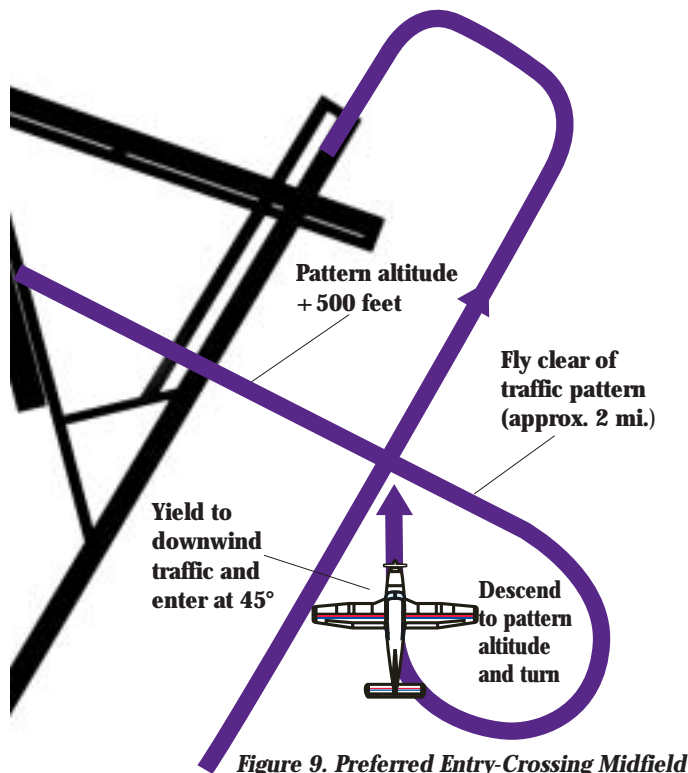 Pattern altitude
+500 feet
Fly clear of
traffic pattern
(approx. 2 mi.)
Yield to
downwind
traffic and
enter at 45°
Descend
to pattern
altitude
and turn
Figure 9. Preferred Entry-Crossing Midfield